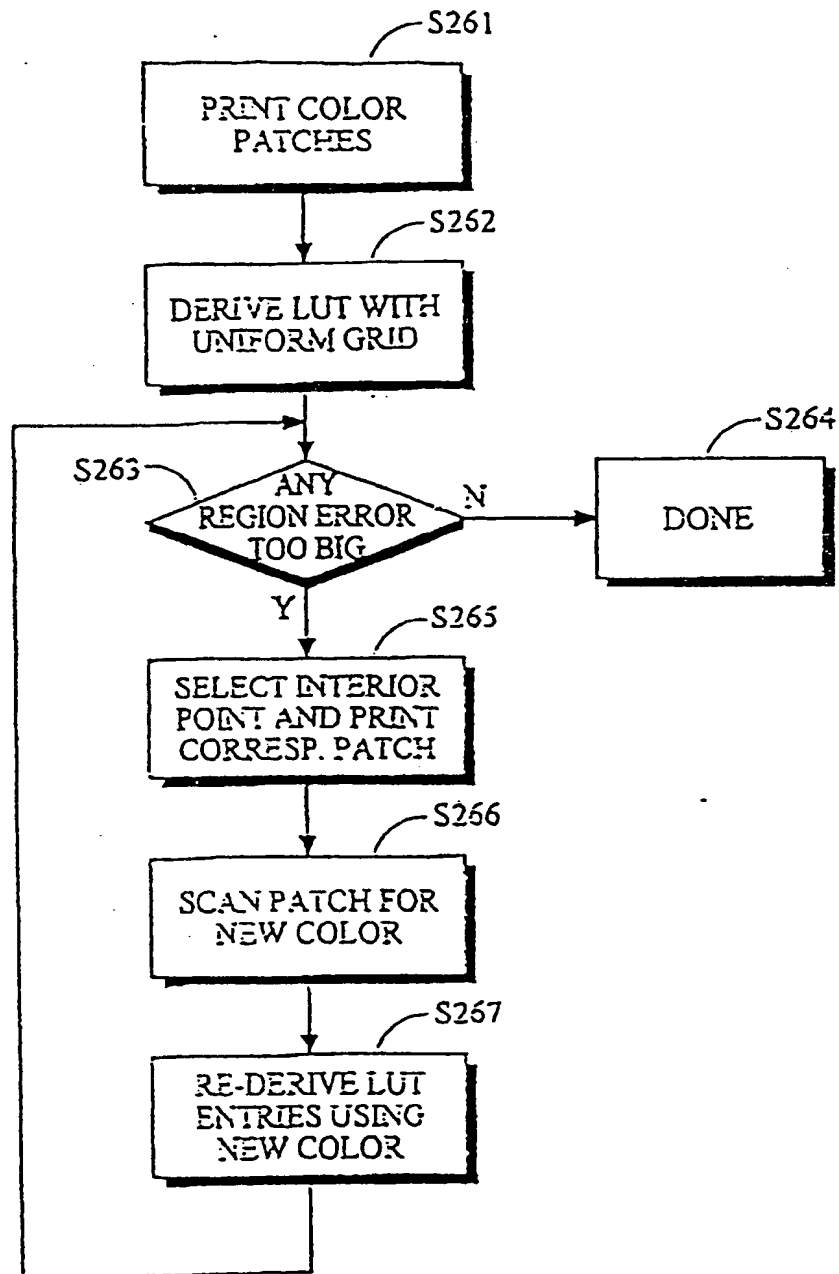 S261
PRINT COLOR
PATCHES
S262
DERIVE LUT WITH
UNIFORM GRID
S263
ANY
REGION ERROR
TOO BIG
N
S264
DONE
Y
S265
SELECT INTERIOR
POINT AND PRINT
CORRESP. PATCH
S266
SCAN PATCH FOR
NEW COLOR
S267
RE-DERIVE LUT
ENTRIES USING
NEW COLOR